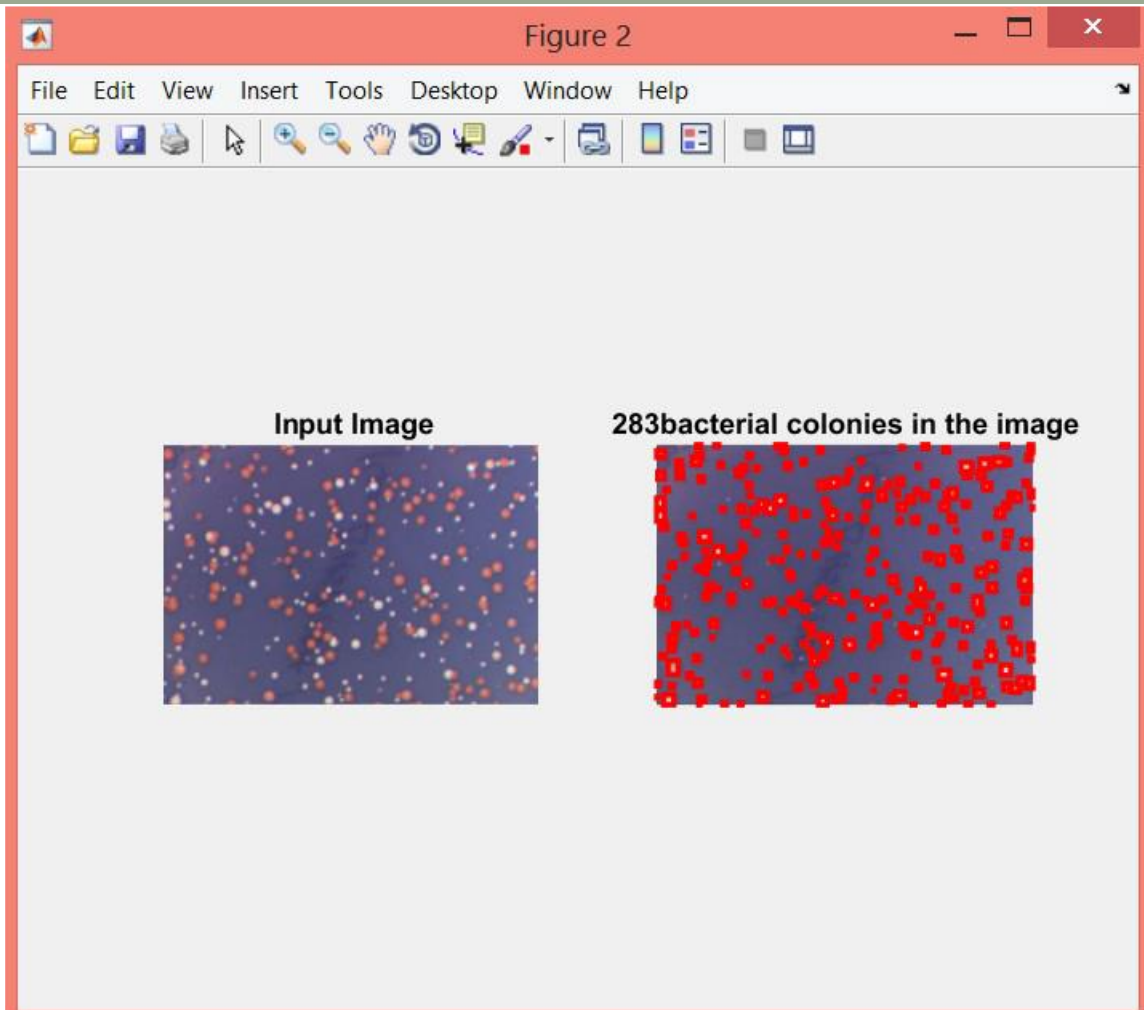 Figure 2
File Edit View Insert Tools Desktop Window Help
Input Image
283bacterial colonies in the image